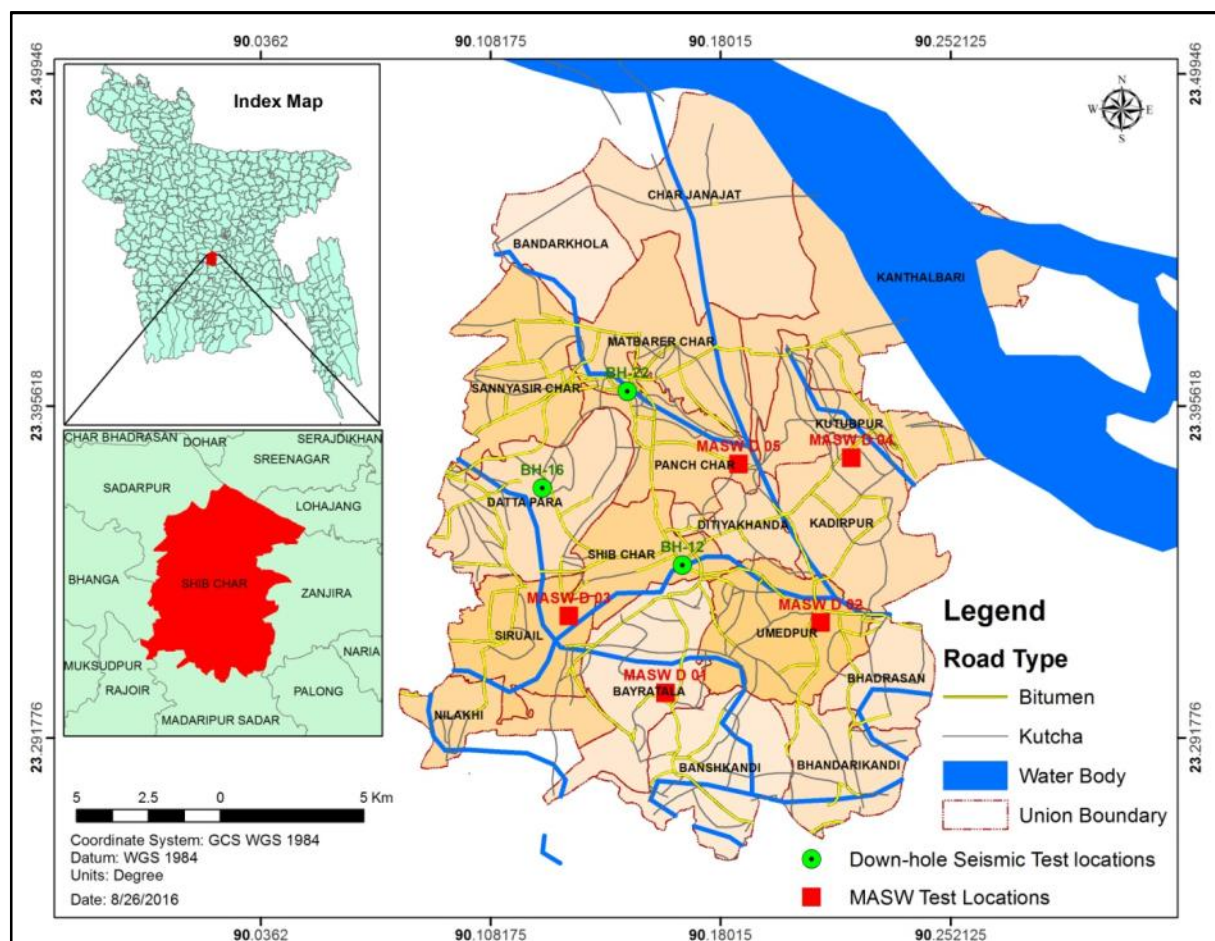 90.0362
90.108175
90.18015
90.252125
23.49946
23.49946
Index Map
N
W
E
S
CHAR JANAJAT
BANDARKHOLA
KANTHALBARI
MATBARER CHAR
BH-22
SANNYASIR CHAR
23.395618
23.395618
KUTUBPUR
MASW D 05
MASW D 04
PANCH CHAR
BH-16
DATTA PARA
DITIYAKHANDA
KADIRPUR
BH-12
SHIB CHAR
MASW D 03
MASW D 02
SIRUAIL
UMEDPUR
MASW D 01
BAYRATALA
BHADRASAN
NILAKHI
23.291776
23.291776
BANSHKANDI
BHANDARIKANDI
CHAR BHADRASAN
DOHAR
SERAJDIKHAN
SREENAGAR
SADARPUR
LOHAJANG
SHIB CHAR
BHANGA
ZANJIRA
MUKSUDPUR
NARIA
RAJOIR
PALONG
MADARIPUR SADAR
5 2.5 0 5 Km
Coordinate System: GCS WGS 1984
Datum: WGS 1984
Units: Degree
Date: 8/26/2016
Legend
Road Type
Bitumen
Kutcha
Water Body
Union Boundary
Down-hole Seismic Test locations
MASW Test Locations
90.0362
90.108175
90.18015
90.252125